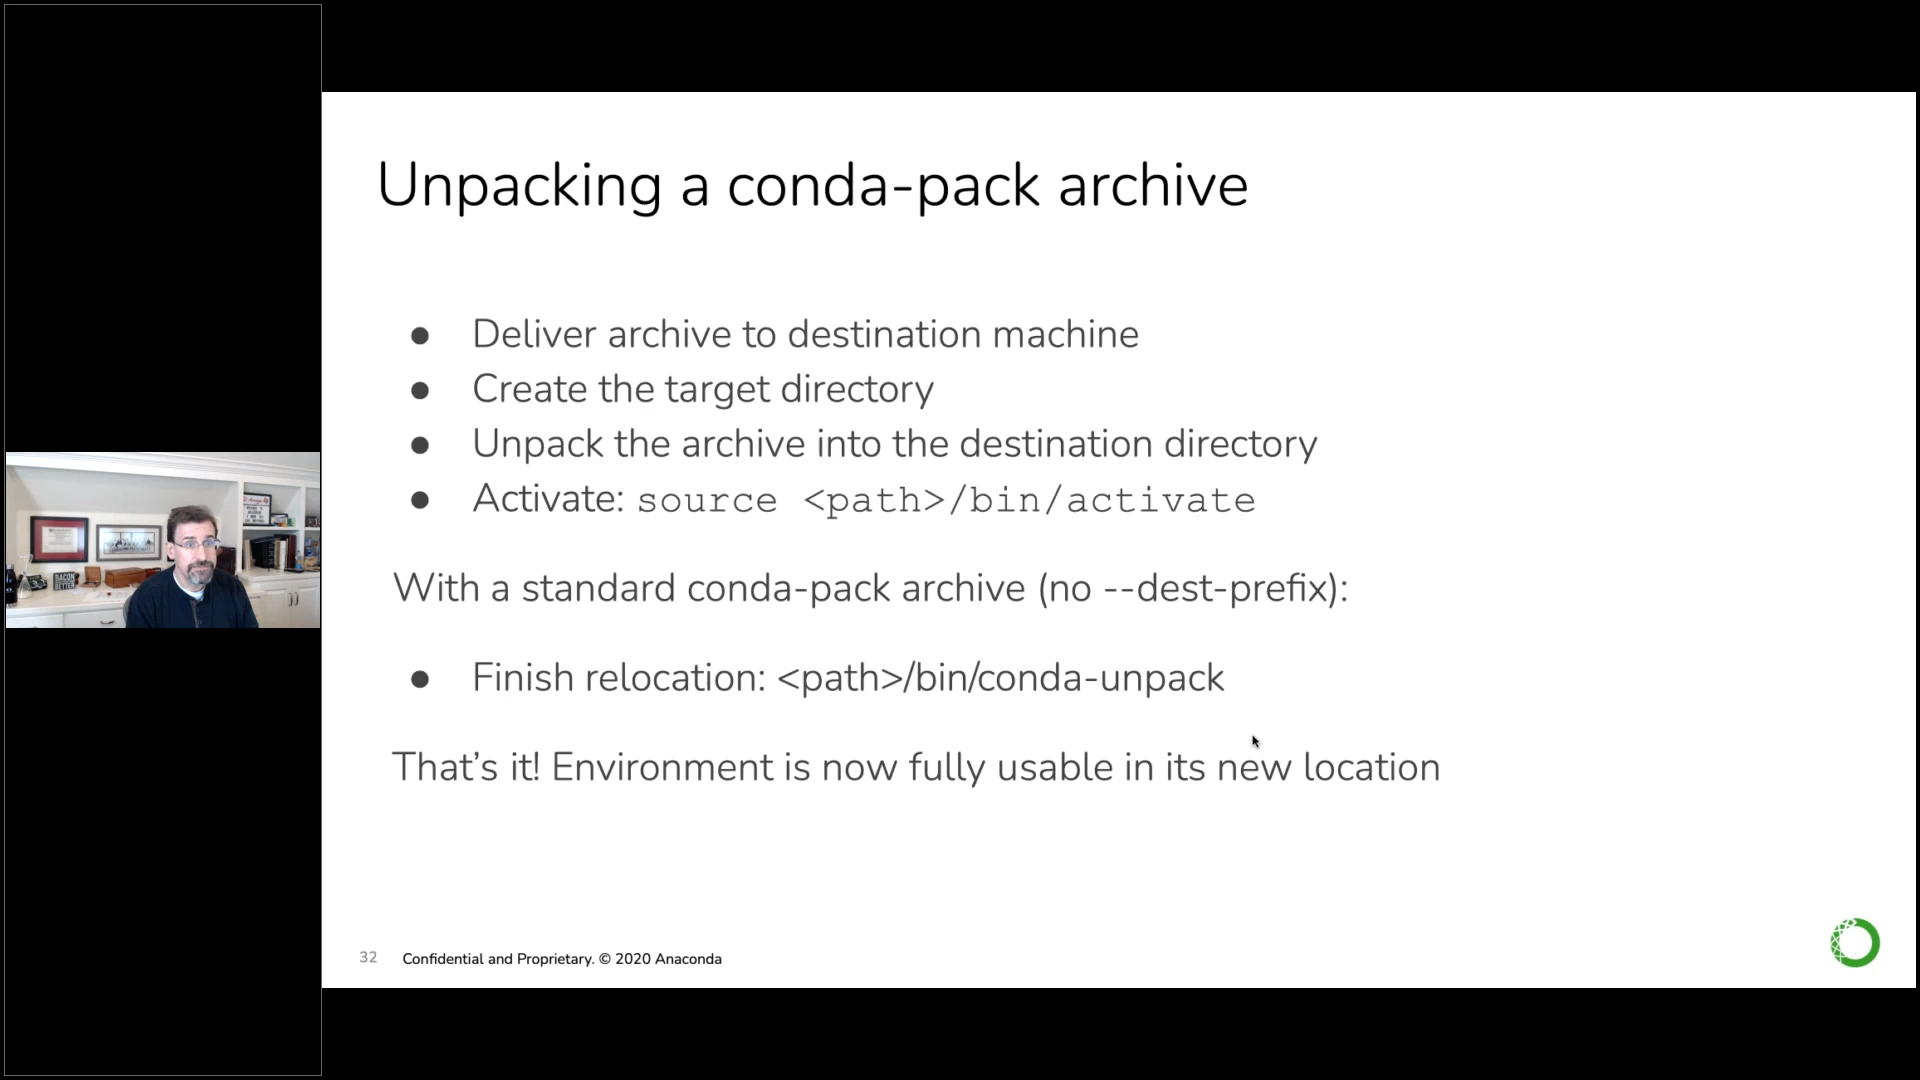 Unpacking a conda-pack archive
● Deliver archive to destination machine
● Create the target directory
● Unpack the archive into the destination directory
● Activate: source <path>/bin/activate
With a standard conda-pack archive (no --dest-prefix):
● Finish relocation: <path>/bin/conda-unpack
That’s it! Environment is now fully usable in its new location
32 Confidential and Proprietary. © 2020 Anaconda
BACON
BETTER